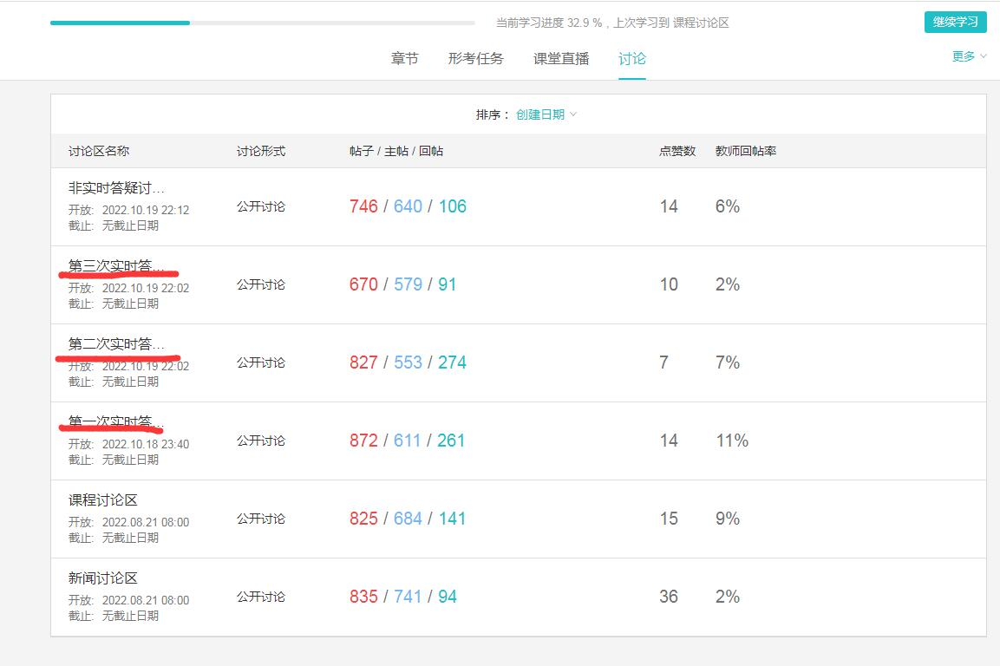 当前学习进度 32.9 % , 上次学习到 课程讨论区
继续学习
章节 形考任务 课堂直播 讨论
更多
排序： 创建日期
讨论区名称 讨论形式 帖子 / 主帖 / 回帖 点赞数 教师回帖率
非实时答疑讨...
开放: 2022.10.19 22:12
截止: 无截止日期
公开讨论 746 / 640 / 106 14 6%
第三次实时答...
开放: 2022.10.19 22:02
截止: 无截止日期
公开讨论 670 / 579 / 91 10 2%
第二次实时答...
开放: 2022.10.19 22:02
截止: 无截止日期
公开讨论 827 / 553 / 274 7 7%
第一次实时答...
开放: 2022.10.18 23:40
截止: 无截止日期
公开讨论 872 / 611 / 261 14 11%
课程讨论区
开放: 2022.08.21 08:00
截止: 无截止日期
公开讨论 825 / 684 / 141 15 9%
新闻讨论区
开放: 2022.08.21 08:00
截止: 无截止日期
公开讨论 835 / 741 / 94 36 2%